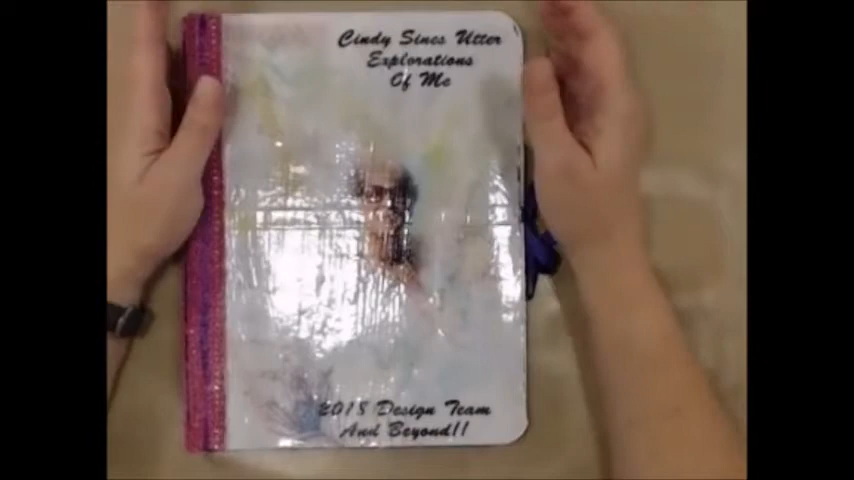 Cindy Sines Utter
Explorations
Of Me
2018 Design Team
And Beyond!!